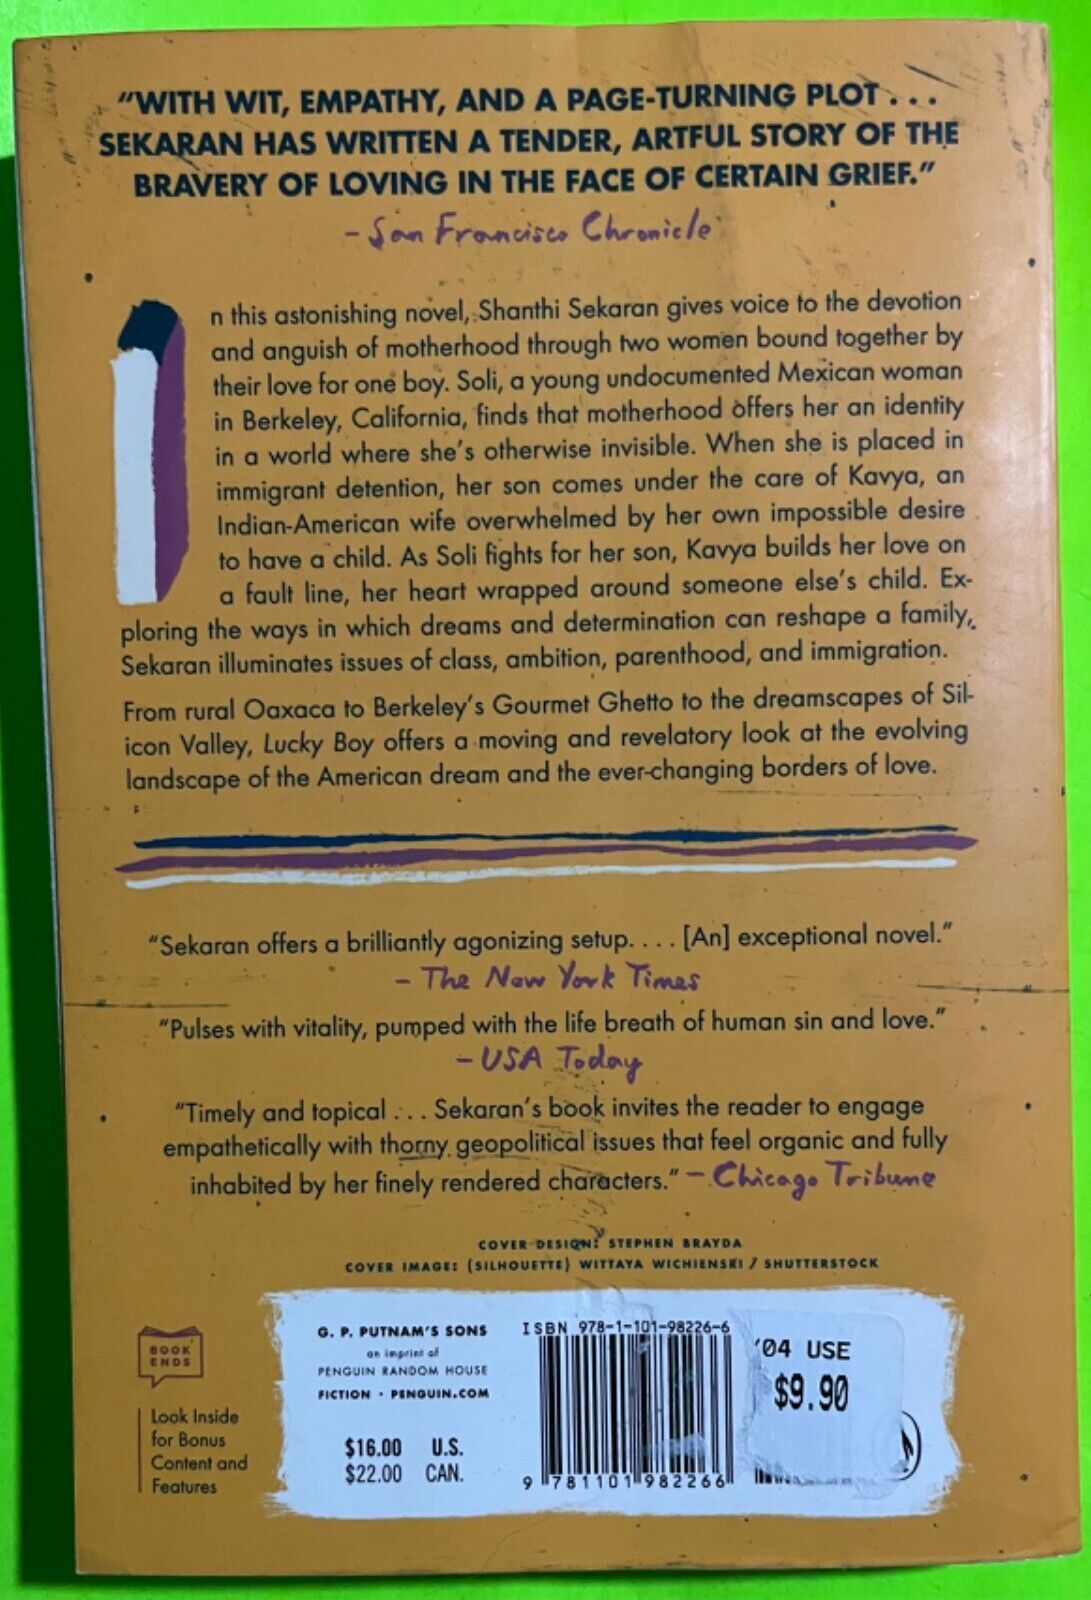 “WITH WIT, EMPATHY, AND A PAGE-TURNING PLOT . . .
SEKARAN HAS WRITTEN A TENDER, ARTFUL STORY OF THE
BRAVERY OF LOVING IN THE FACE OF CERTAIN GRIEF.”
– San Francisco Chronicle
In this astonishing novel, Shanthi Sekaran gives voice to the devotion
and anguish of motherhood through two women bound together by
their love for one boy. Soli, a young undocumented Mexican woman
in Berkeley, California, finds that motherhood offers her an identity
in a world where she’s otherwise invisible. When she is placed in
immigrant detention, her son comes under the care of Kavya, an
Indian-American wife overwhelmed by her own impossible desire
to have a child. As Soli fights for her son, Kavya builds her love on
a fault line, her heart wrapped around someone else’s child. Ex-
ploring the ways in which dreams and determination can reshape a family,
Sekaran illuminates issues of class, ambition, parenthood, and immigration.
From rural Oaxaca to Berkeley’s Gourmet Ghetto to the dreamscapes of Sil-
icon Valley, Lucky Boy offers a moving and revelatory look at the evolving
landscape of the American dream and the ever-changing borders of love.
“Sekaran offers a brilliantly agonizing setup. . . . [An] exceptional novel.”
– The New York Times
“Pulses with vitality, pumped with the life breath of human sin and love.”
– USA Today
“Timely and topical . . . Sekaran’s book invites the reader to engage
empathetically with thorny geopolitical issues that feel organic and fully
inhabited by her finely rendered characters.” – Chicago Tribune
COVER DESIGN: STEPHEN BRAYDA
COVER IMAGE: (SILHOUETTE) WITTAYA WICHIENSKI / SHUTTERSTOCK
BOOK
ENDS
Look Inside
for Bonus
Content and
Features
G. P. PUTNAM’S SONS
an imprint of
PENGUIN RANDOM HOUSE
FICTION • PENGUIN.COM
$16.00 U.S.
$22.00 CAN.
ISBN 978-1-101-98226-6
9 781101 982266
/04 USE
$9.90